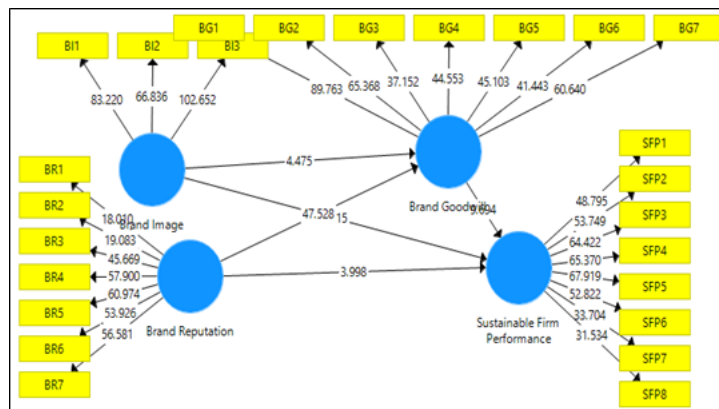 BG1 BG2 BG3 BG4 BG5 BG6 BG7
BI1 BI2 BI3
83.220 66.836 102.652
89.763 65.368 37.152 44.553 45.103 41.443 60.640
Brand Image
4.475
Brand Goodwill
9.694
47.528
15
3.998
BR1
BR2
BR3
BR4
BR5
BR6
BR7
18.010
19.083
45.669
57.900
60.974
53.926
56.581
Brand Reputation
Sustainable Firm
Performance
SFP1
SFP2
SFP3
SFP4
SFP5
SFP6
SFP7
SFP8
48.795
53.749
64.422
65.370
67.919
52.822
33.704
31.534